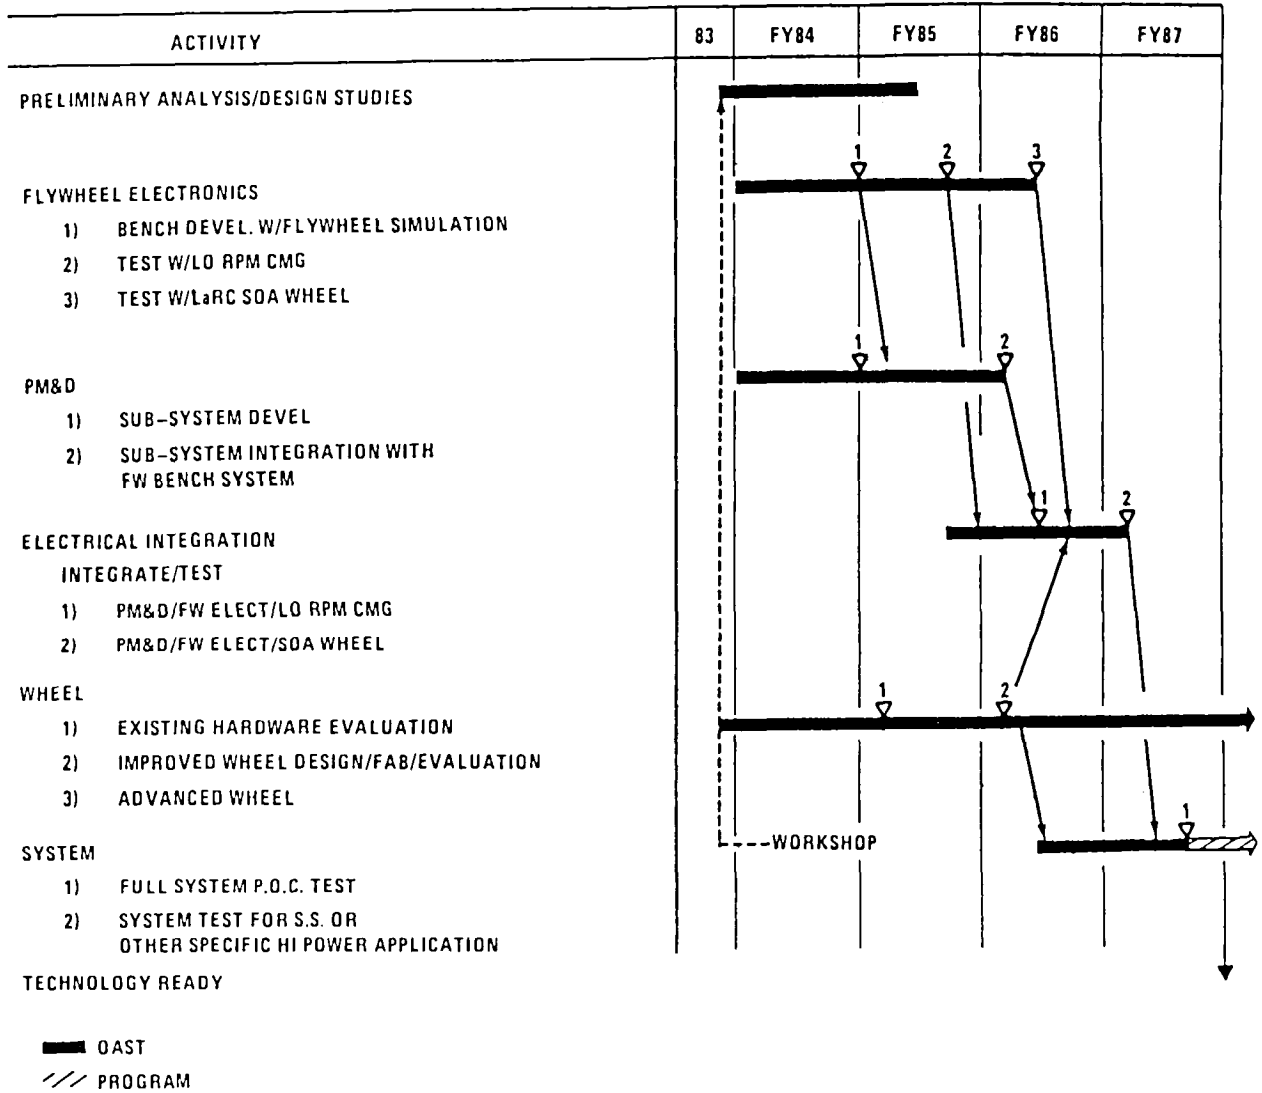 ACTIVITY 83 FY84 FY85 FY86 FY87
PRELIMINARY ANALYSIS/DESIGN STUDIES
1 2 3
FLYWHEEL ELECTRONICS
1) BENCH DEVEL. W/FLYWHEEL SIMULATION
2) TEST W/LO RPM CMG
3) TEST W/LaRC SOA WHEEL
1 2
PM&D
1) SUB-SYSTEM DEVEL
2) SUB-SYSTEM INTEGRATION WITH
FW BENCH SYSTEM
1 2
ELECTRICAL INTEGRATION
INTEGRATE/TEST
1) PM&D/FW ELECT/LO RPM CMG
2) PM&D/FW ELECT/SOA WHEEL
WHEEL
1 2
1) EXISTING HARDWARE EVALUATION
2) IMPROVED WHEEL DESIGN/FAB/EVALUATION
3) ADVANCED WHEEL
1
WORKSHOP
SYSTEM
1) FULL SYSTEM P.O.C. TEST
2) SYSTEM TEST FOR S.S. OR
OTHER SPECIFIC HI POWER APPLICATION
TECHNOLOGY READY
OAST
PROGRAM